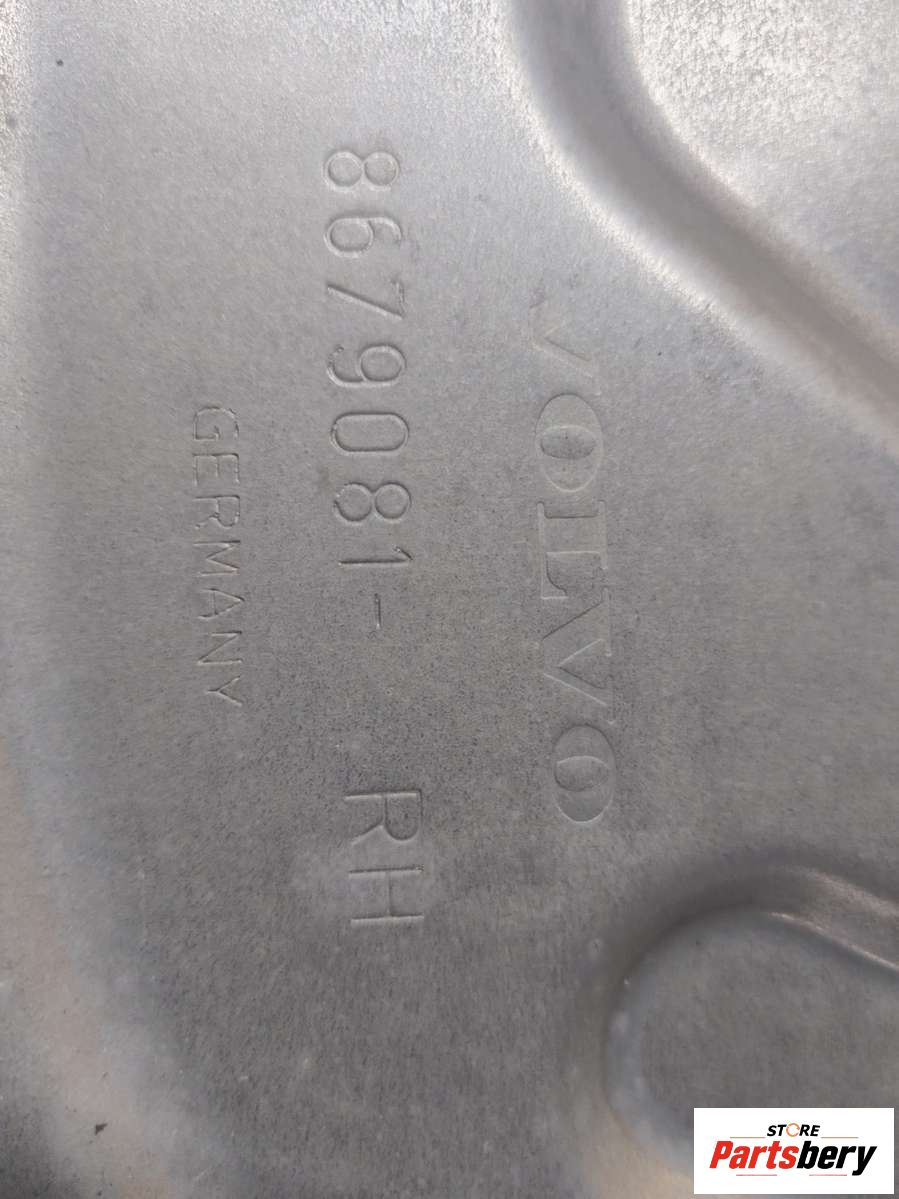 VOLVO
8679081- RH
GERMANY
STORE
Partsbery